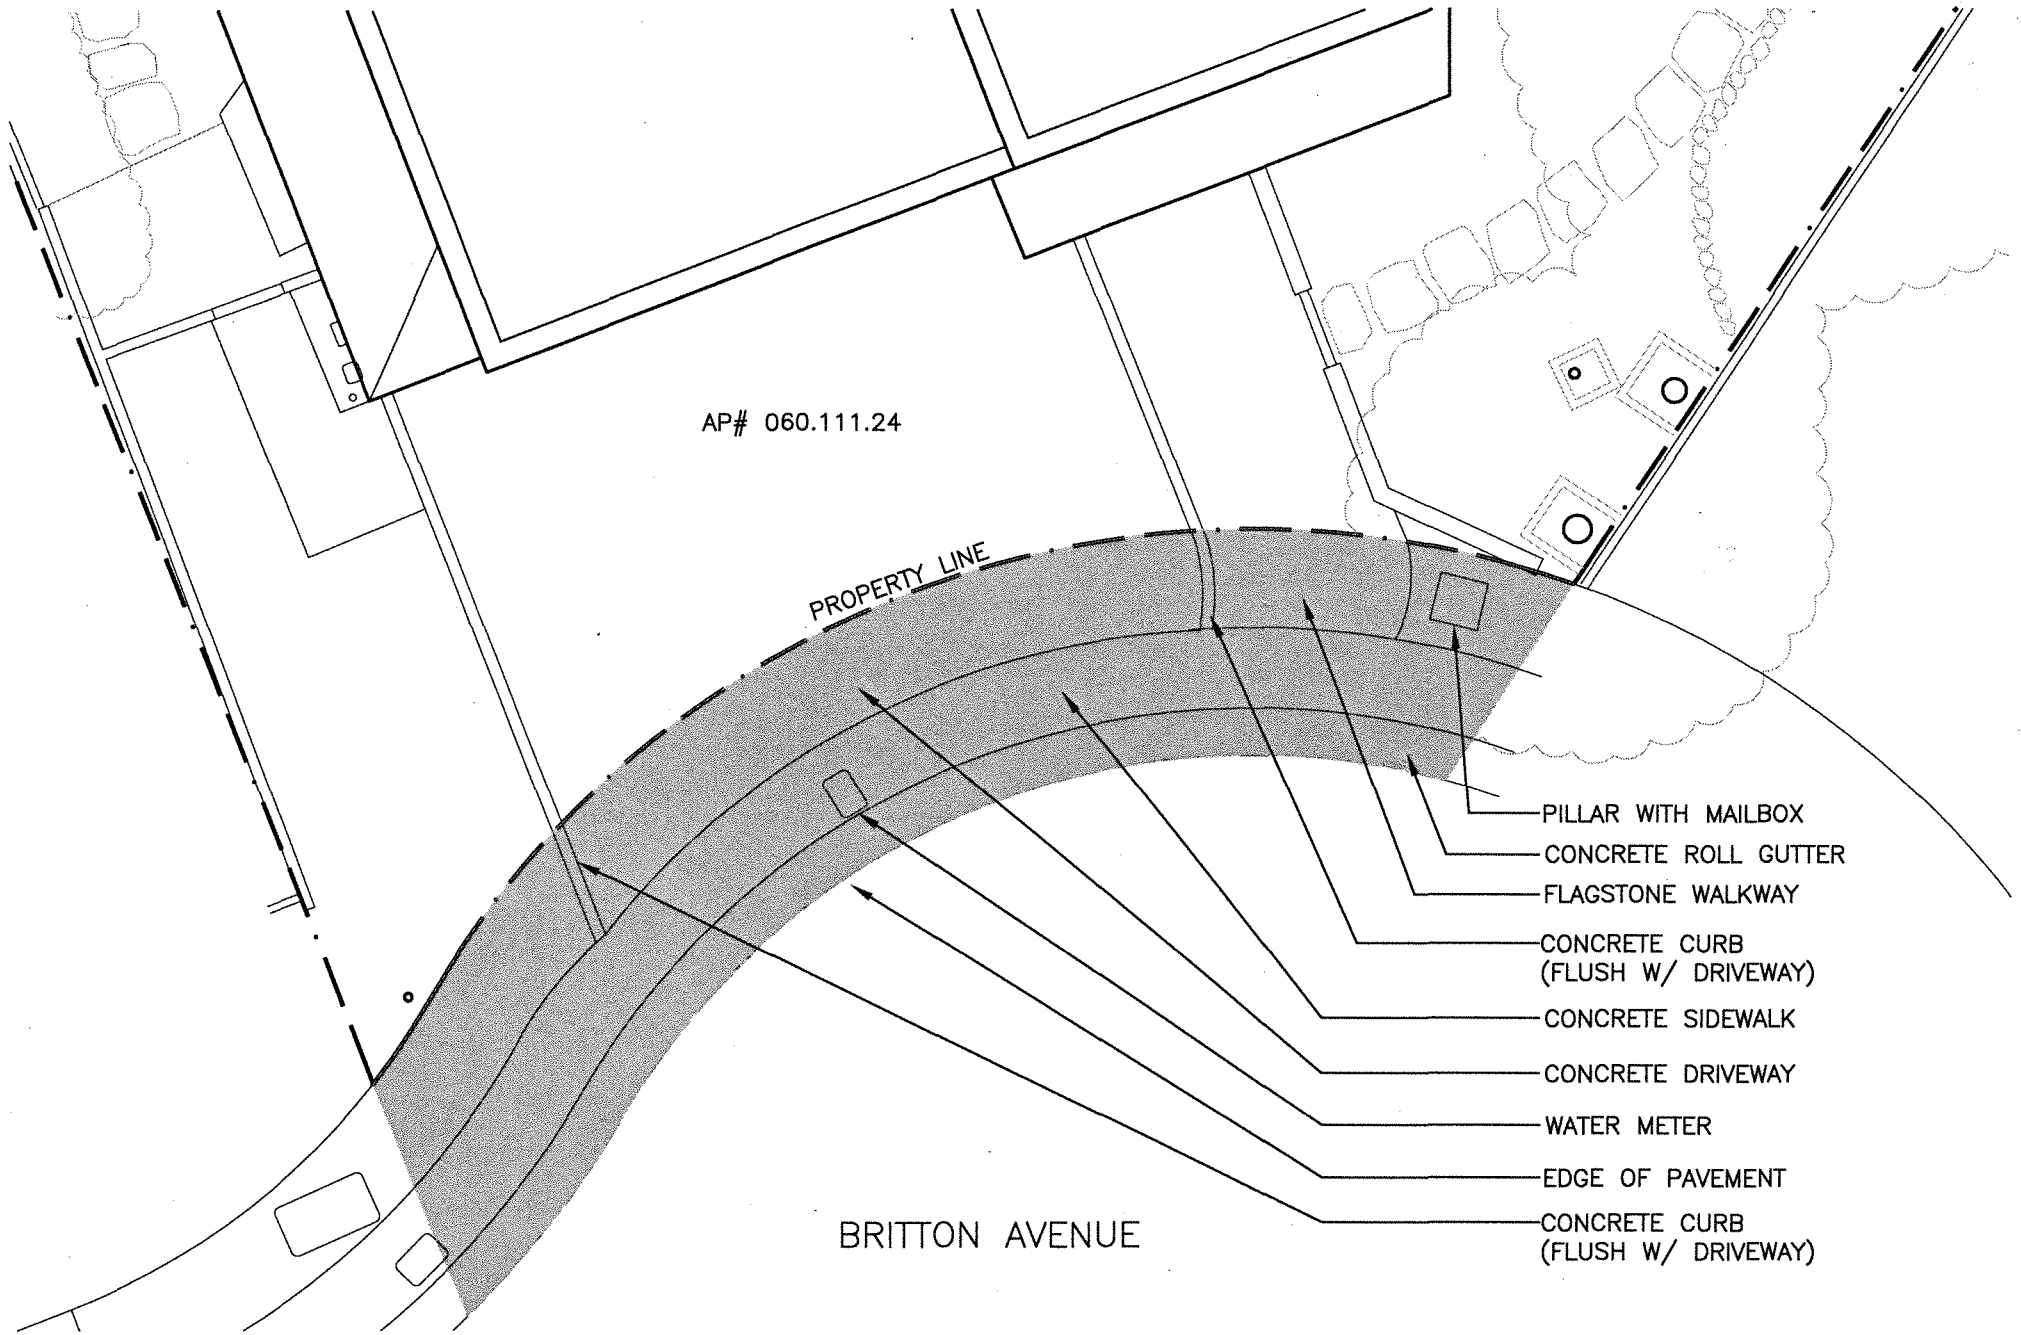 AP# 060.111.24
PROPERTY LINE
PILLAR WITH MAILBOX
CONCRETE ROLL GUTTER
FLAGSTONE WALKWAY
CONCRETE CURB
(FLUSH W/ DRIVEWAY)
CONCRETE SIDEWALK
CONCRETE DRIVEWAY
WATER METER
EDGE OF PAVEMENT
CONCRETE CURB
(FLUSH W/ DRIVEWAY)
BRITTON AVENUE